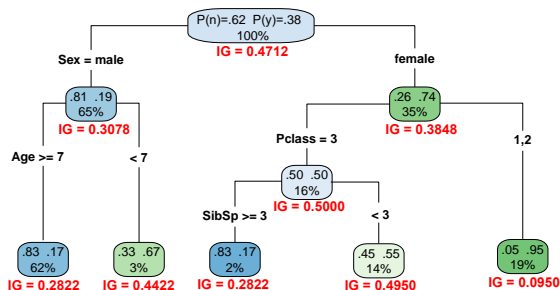 P(n)=.62 P(y)=.38
100%
IG = 0.4712
Sex = male
female
.81 .19
65%
IG = 0.3078
.26 .74
35%
IG = 0.3848
Age >= 7
< 7
Pclass = 3
1,2
.50 .50
16%
IG = 0.5000
SibSp >= 3
< 3
.83 .17
62%
IG = 0.2822
.33 .67
3%
IG = 0.4422
.83 .17
2%
IG = 0.2822
.45 .55
14%
IG = 0.4950
.05 .95
19%
IG = 0.0950